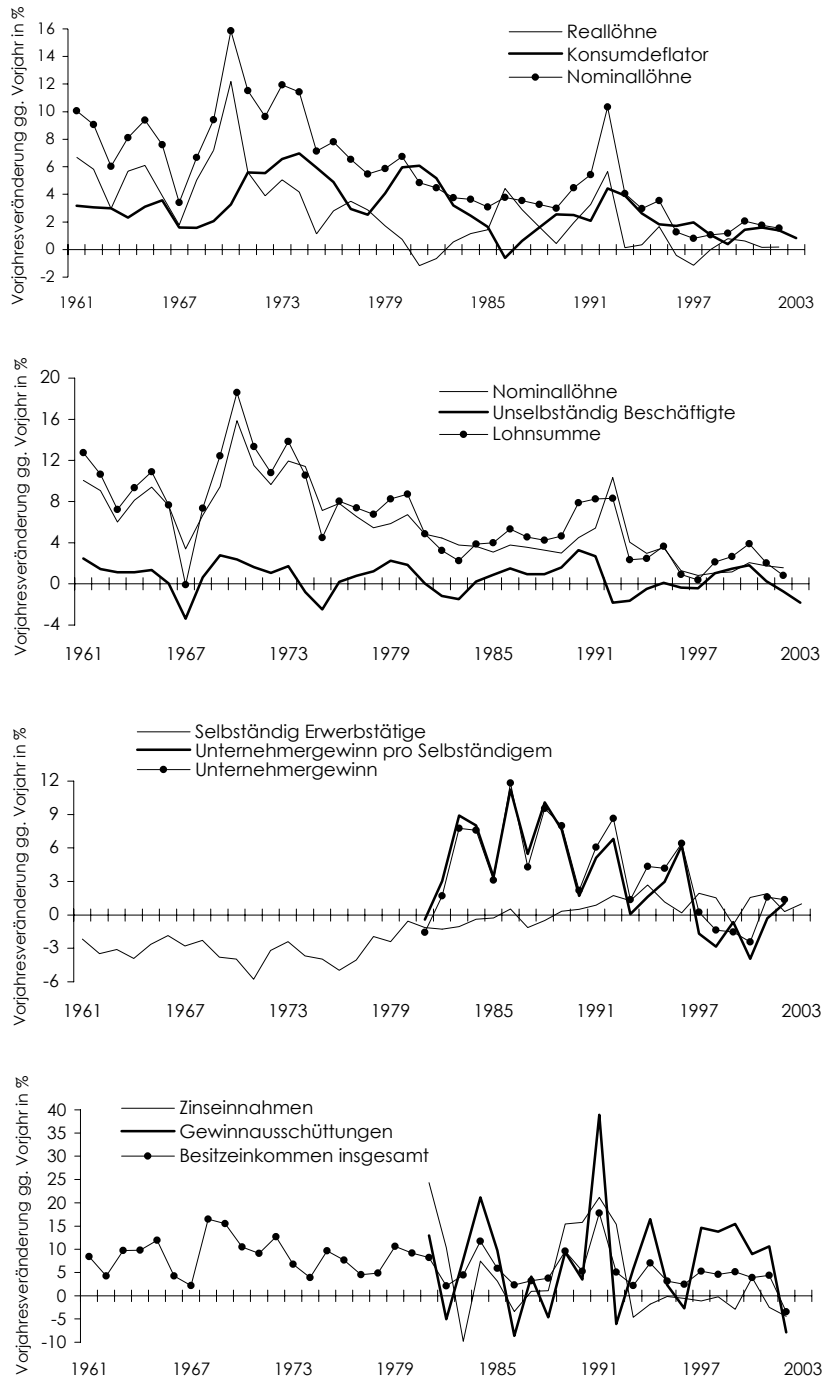 Vorjahresveränderung gg. Vorjahr in %
16
14
12
10
8
6
4
2
0
-2
Reallöhne
Konsumdeflator
Nominallöhne
1961 1967 1973 1979 1985 1991 1997 2003
Vorjahresveränderung gg. Vorjahr in %
20
16
12
8
4
0
-4
Nominallöhne
Unselbständig Beschäftigte
Lohnsumme
1961 1967 1973 1979 1985 1991 1997 2003
Vorjahresveränderung gg. Vorjahr in %
Selbständig Erwerbstätige
Unternehmergewinn pro Selbständigem
Unternehmergewinn
12
9
6
3
0
-3
-6
1961 1967 1973 1979 1985 1991 1997 2003
Vorjahresveränderung gg. Vorjahr in %
40
35
30
25
20
15
10
5
0
-5
-10
Zinseinnahmen
Gewinnausschüttungen
Besitzeinkommen insgesamt
1961 1967 1973 1979 1985 1991 1997 2003